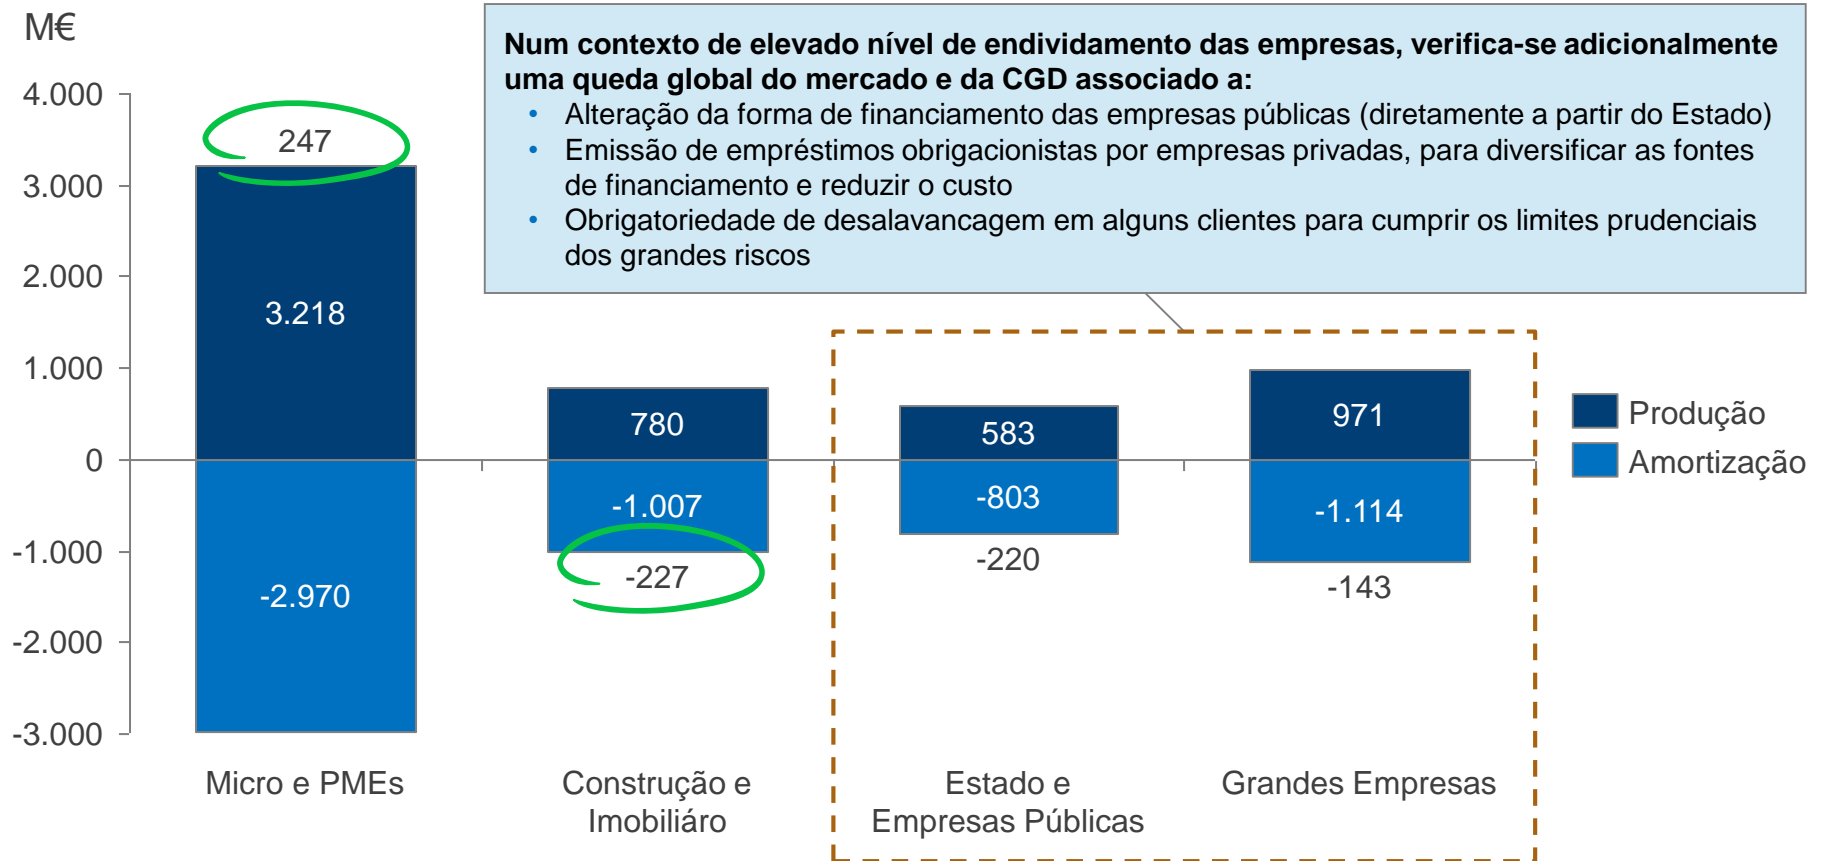 M€
Num contexto de elevado nível de endividamento das empresas, verifica-se adicionalmente
uma queda global do mercado e da CGD associado a:
• Alteração da forma de financiamento das empresas públicas (diretamente a partir do Estado)
• Emissão de empréstimos obrigacionistas por empresas privadas, para diversificar as fontes
de financiamento e reduzir o custo
• Obrigatoriedade de desalavancagem em alguns clientes para cumprir os limites prudenciais
dos grandes riscos
4.000
3.000
2.000
1.000
0
-1.000
-2.000
-3.000
247
3.218
-2.970
780
-1.007
-227
583
-803
-220
971
-1.114
-143
Produção
Amortização
Micro e PMEs
Construção e
Imobiliáro
Estado e
Empresas Públicas
Grandes Empresas